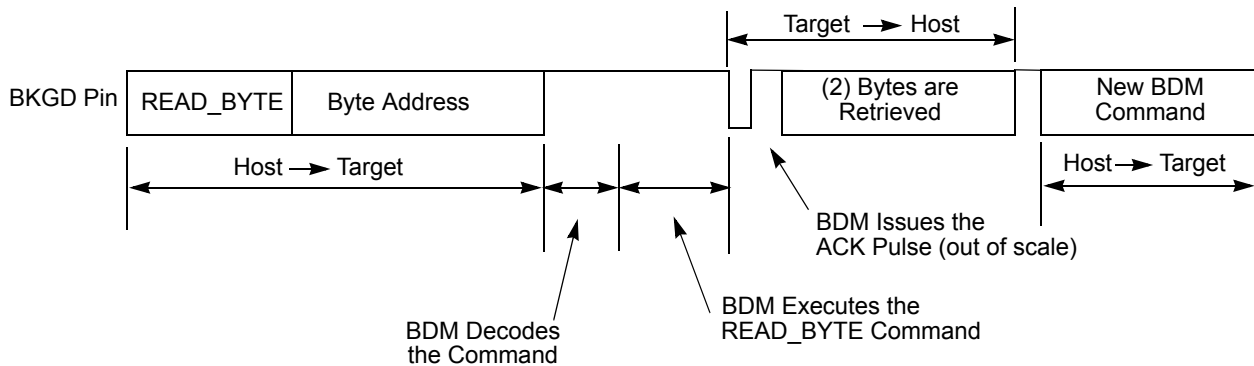 Target → Host
BKGD Pin
READ_BYTE
Byte Address
(2) Bytes are
Retrieved
New BDM
Command
Host → Target
Host → Target
BDM Issues the
ACK Pulse (out of scale)
BDM Decodes
the Command
BDM Executes the
READ_BYTE Command